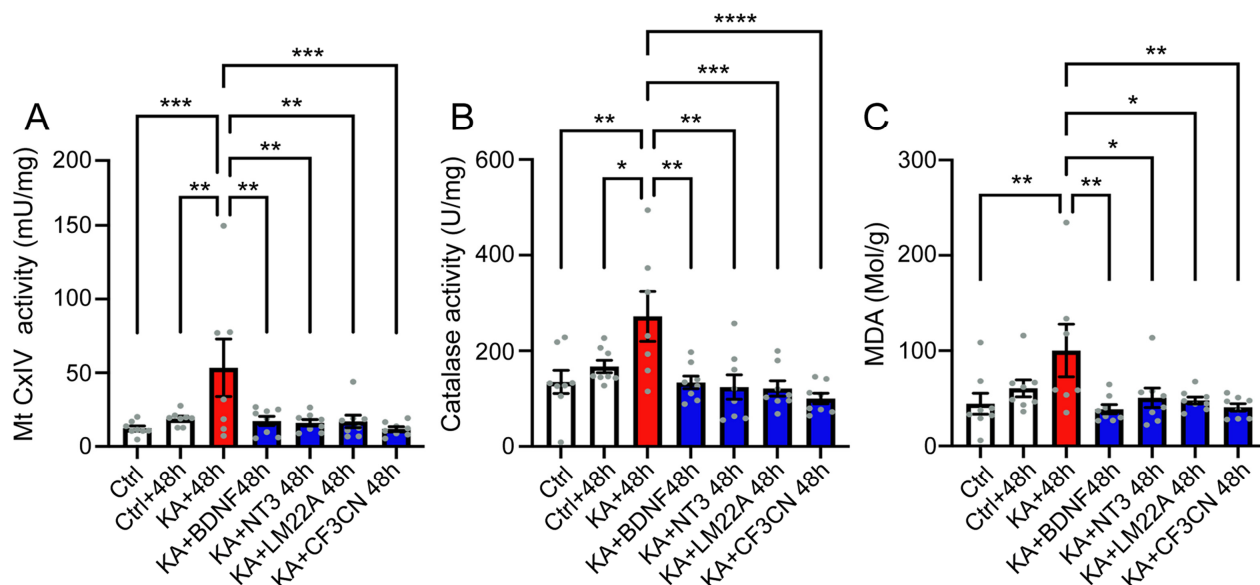 A
Mt CxIV activity (mU/mg)
200
150
100
50
0
***
***
**
**
**
**
Ctrl
Ctrl+48h
KA+48h
KA+BDNF48h
KA+NT3 48h
KA+LM22A 48h
KA+CF3CN 48h
B
Catalase activity (U/mg)
600
400
200
0
****
***
**
**
*
**
Ctrl
Ctrl+48h
KA+48h
KA+BDNF48h
KA+NT3 48h
KA+LM22A 48h
KA+CF3CN 48h
C
MDA (Mol/g)
300
200
100
0
**
*
*
**
**
Ctrl
Ctrl+48h
KA+48h
KA+BDNF 48h
KA+NT3 48h
KA+LM22A 48h
KA+CF3CN 48h